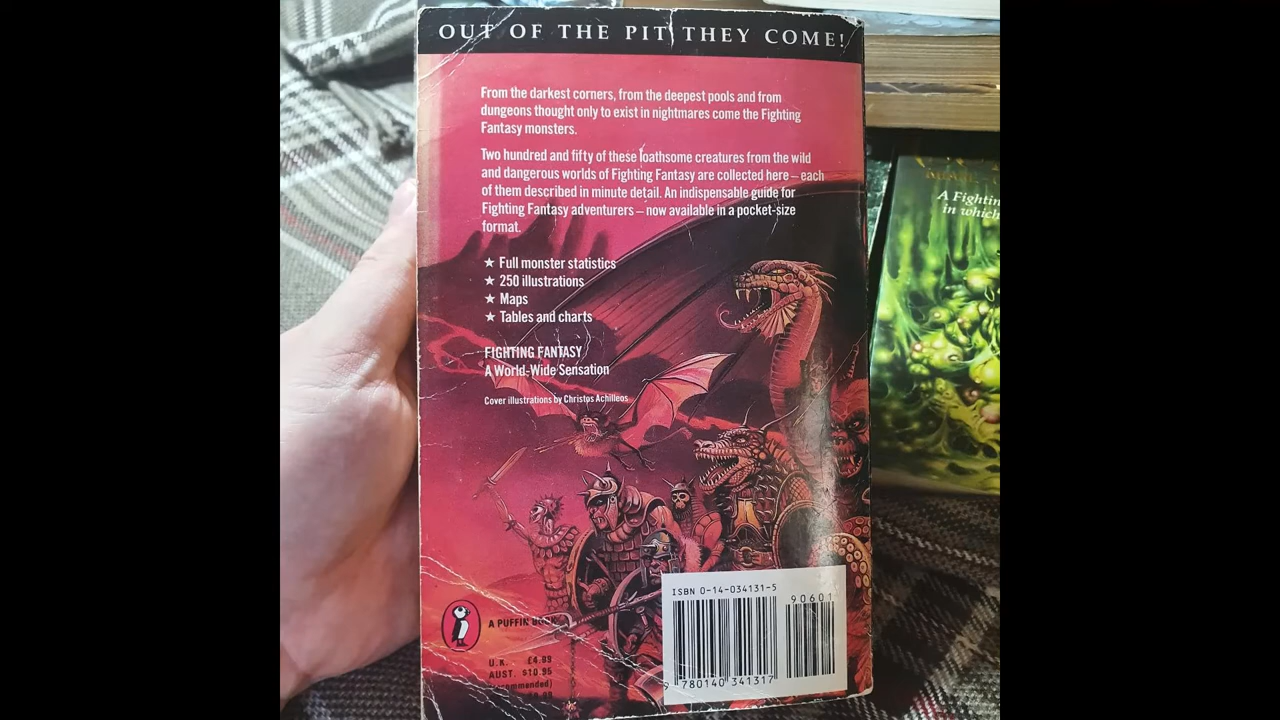 OUT OF THE PIT THEY COME!
From the darkest corners, from the deepest pools and from
dungeons thought only to exist in nightmares come the Fighting
Fantasy monsters.
Two hundred and fifty of these loathsome creatures from the wild
and dangerous worlds of Fighting Fantasy are collected here – each
of them described in minute detail. An indispensable guide for
Fighting Fantasy adventurers – now available in a pocket-size
format.
★ Full monster statistics
★ 250 illustrations
★ Maps
★ Tables and charts
FIGHTING FANTASY
A World-Wide Sensation
Cover illustrations by Christos Achilleos
A PUFFIN BOOK
U.K. £4.99
AUST. $10.95
ISBN 0-14-034131-5
90601
9 780140 341317
A Fightin
in which